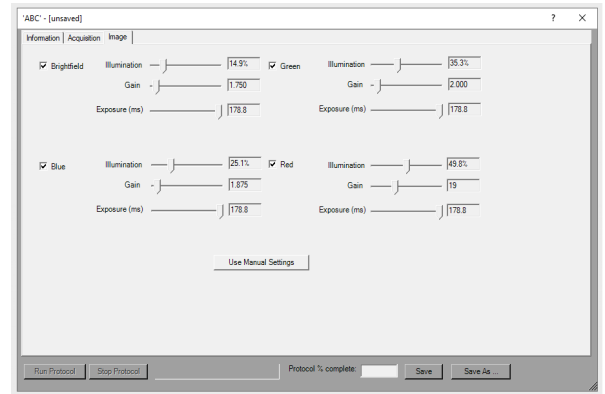 'ABC' - [unsaved] ? X
Information Acquisition Image
Brightfield Illumination 14.9% Green Illumination 35.3%
Gain 1.750 Gain 2.000
Exposure (ms) 178.8 Exposure (ms) 178.8
Blue Illumination 25.1% Red Illumination 49.8%
Gain 1.875 Gain 19
Exposure (ms) 178.8 Exposure (ms) 178.8
Use Manual Settings
Run Protocol Stop Protocol Protocol % complete: Save Save As ...